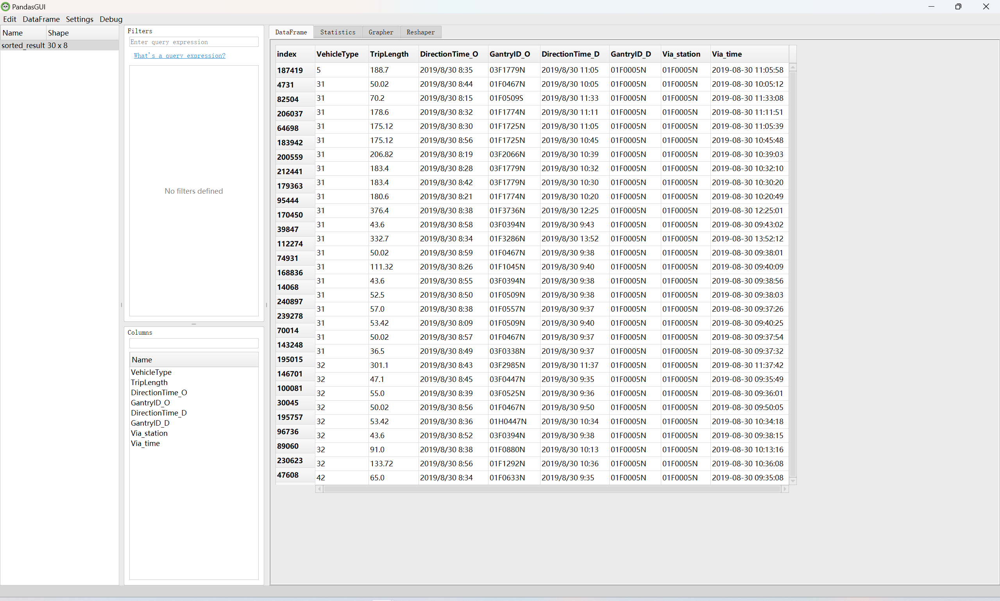 PandasGUI
Edit DataFrame Settings Debug
Name Shape
sorted_result 30 x 8
Filters
Enter query expression
What's a query expression?
No filters defined
Columns
Name
VehicleType
TripLength
DirectionTime_O
GantryID_O
DirectionTime_D
GantryID_D
Via_station
Via_time
DataFrame Statistics Grapher Reshaper
index VehicleType TripLength DirectionTime_O GantryID_O DirectionTime_D GantryID_D Via_station Via_time
187419 5 188.7 2019/8/30 8:35 03F1779N 2019/8/30 11:05 01F0005N 01F0005N 2019-08-30 11:05:58
4731 31 50.02 2019/8/30 8:44 01F0467N 2019/8/30 10:05 01F0005N 01F0005N 2019-08-30 10:05:12
82504 31 70.2 2019/8/30 8:15 01F0509S 2019/8/30 11:33 01F0005N 01F0005N 2019-08-30 11:33:08
206037 31 178.6 2019/8/30 8:32 01F1774N 2019/8/30 11:11 01F0005N 01F0005N 2019-08-30 11:11:51
64698 31 175.12 2019/8/30 8:30 01F1725N 2019/8/30 11:05 01F0005N 01F0005N 2019-08-30 11:05:39
183942 31 175.12 2019/8/30 8:56 01F1725N 2019/8/30 10:45 01F0005N 01F0005N 2019-08-30 10:45:48
200559 31 206.82 2019/8/30 8:19 03F2066N 2019/8/30 10:39 01F0005N 01F0005N 2019-08-30 10:39:03
212441 31 183.4 2019/8/30 8:28 03F1779N 2019/8/30 10:32 01F0005N 01F0005N 2019-08-30 10:32:10
179363 31 183.4 2019/8/30 8:42 03F1779N 2019/8/30 10:30 01F0005N 01F0005N 2019-08-30 10:30:20
95444 31 180.6 2019/8/30 8:21 01F1774N 2019/8/30 10:20 01F0005N 01F0005N 2019-08-30 10:20:49
170450 31 376.4 2019/8/30 8:38 01F3736N 2019/8/30 12:25 01F0005N 01F0005N 2019-08-30 12:25:01
39847 31 43.6 2019/8/30 8:58 03F0394N 2019/8/30 9:43 01F0005N 01F0005N 2019-08-30 09:43:02
112274 31 332.7 2019/8/30 8:34 01F3286N 2019/8/30 13:52 01F0005N 01F0005N 2019-08-30 13:52:12
74931 31 50.02 2019/8/30 8:59 01F0467N 2019/8/30 9:38 01F0005N 01F0005N 2019-08-30 09:38:01
168836 31 111.32 2019/8/30 8:26 01F1045N 2019/8/30 9:40 01F0005N 01F0005N 2019-08-30 09:40:09
14068 31 43.6 2019/8/30 8:55 03F0394N 2019/8/30 9:38 01F0005N 01F0005N 2019-08-30 09:38:56
240897 31 52.5 2019/8/30 8:50 01F0509N 2019/8/30 9:38 01F0005N 01F0005N 2019-08-30 09:38:03
239278 31 57.0 2019/8/30 8:38 01F0557N 2019/8/30 9:37 01F0005N 01F0005N 2019-08-30 09:37:26
70014 31 53.42 2019/8/30 8:09 01F0509N 2019/8/30 9:40 01F0005N 01F0005N 2019-08-30 09:40:25
143248 31 50.02 2019/8/30 8:57 01F0467N 2019/8/30 9:37 01F0005N 01F0005N 2019-08-30 09:37:54
195015 31 36.5 2019/8/30 8:49 03F0338N 2019/8/30 9:37 01F0005N 01F0005N 2019-08-30 09:37:32
146701 32 301.1 2019/8/30 8:43 03F2985N 2019/8/30 11:37 01F0005N 01F0005N 2019-08-30 11:37:42
100081 32 47.1 2019/8/30 8:45 03F0447N 2019/8/30 9:35 01F0005N 01F0005N 2019-08-30 09:35:49
30045 32 55.0 2019/8/30 8:39 03F0525N 2019/8/30 9:36 01F0005N 01F0005N 2019-08-30 09:36:01
195757 32 50.02 2019/8/30 8:56 01F0467N 2019/8/30 9:50 01F0005N 01F0005N 2019-08-30 09:50:05
96736 32 53.42 2019/8/30 8:36 01H0447N 2019/8/30 10:34 01F0005N 01F0005N 2019-08-30 10:34:18
89060 32 43.6 2019/8/30 8:52 03F0394N 2019/8/30 9:38 01F0005N 01F0005N 2019-08-30 09:38:15
230623 32 91.0 2019/8/30 8:38 01F0880N 2019/8/30 10:13 01F0005N 01F0005N 2019-08-30 10:13:16
47608 32 133.72 2019/8/30 8:56 01F1292N 2019/8/30 10:36 01F0005N 01F0005N 2019-08-30 10:36:08
42 65.0 2019/8/30 8:34 01F0633N 2019/8/30 9:35 01F0005N 01F0005N 2019-08-30 09:35:08